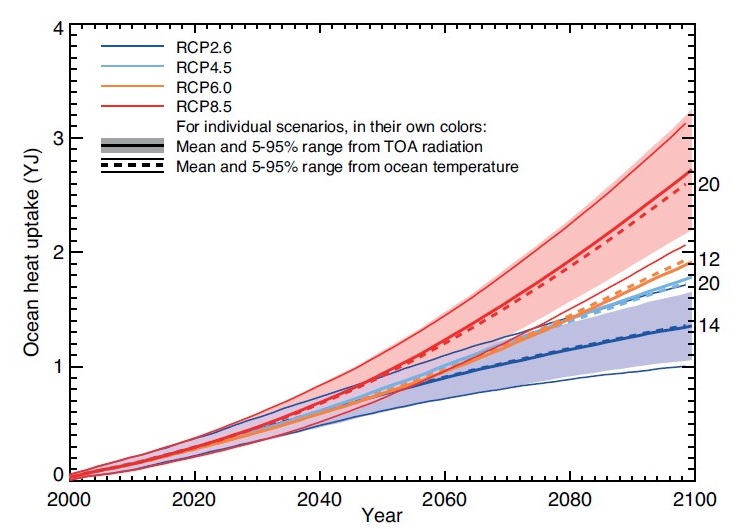 4
RCP2.6
RCP4.5
RCP6.0
RCP8.5
For individual scenarios, in their own colors:
Mean and 5-95% range from TOA radiation
Mean and 5-95% range from ocean temperature
3
20
12
2
20
14
1
0
Ocean heat uptake (YJ)
2000 2020 2040 2060 2080 2100
Year